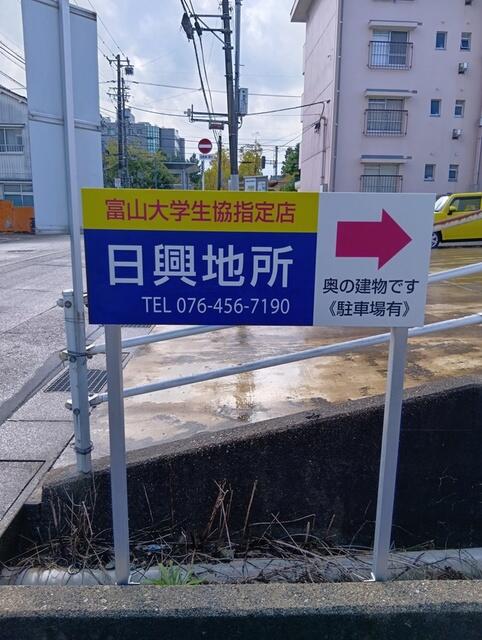 富山大学生協指定店
日興地所
TEL 076-456-7190
奥の建物です
《駐車場有》